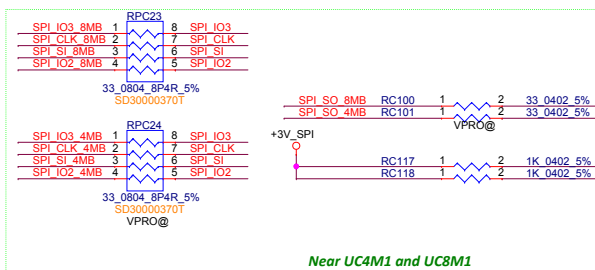 RPC23
SPI_IO3_8MB 1 8 SPI_IO3
SPI_CLK_8MB 2 7 SPI_CLK
SPI_SI_8MB 3 6 SPI_SI
SPI_IO2_8MB 4 5 SPI_IO2
33_0804_8P4R_5%
SD30000370T
SPI_SO_8MB RC100 1 2 33_0402_5%
SPI_SO_4MB RC101 1 2 33_0402_5%
VPRO@
RPC24
SPI_IO3_4MB 1 8 SPI_IO3
SPI_CLK_4MB 2 7 SPI_CLK
SPI_SI_4MB 3 6 SPI_SI
SPI_IO2_4MB 4 5 SPI_IO2
33_0804_8P4R_5%
SD30000370T
VPRO@
+3V_SPI
RC117 1 2 1K_0402_5%
RC118 1 2 1K_0402_5%
Near UC4M1 and UC8M1